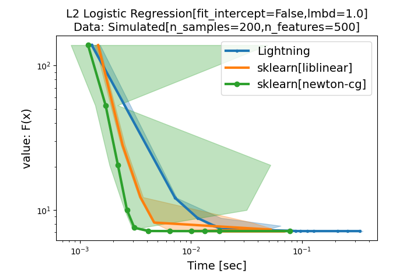 L2 Logistic Regression[fit_intercept=False,lmbd=1.0]
Data: Simulated[n_samples=200,n_features=500]
Lightning
sklearn[liblinear]
sklearn[newton-cg]
10²
10¹
value: F(x)
10⁻³ 10⁻² 10⁻¹
Time [sec]